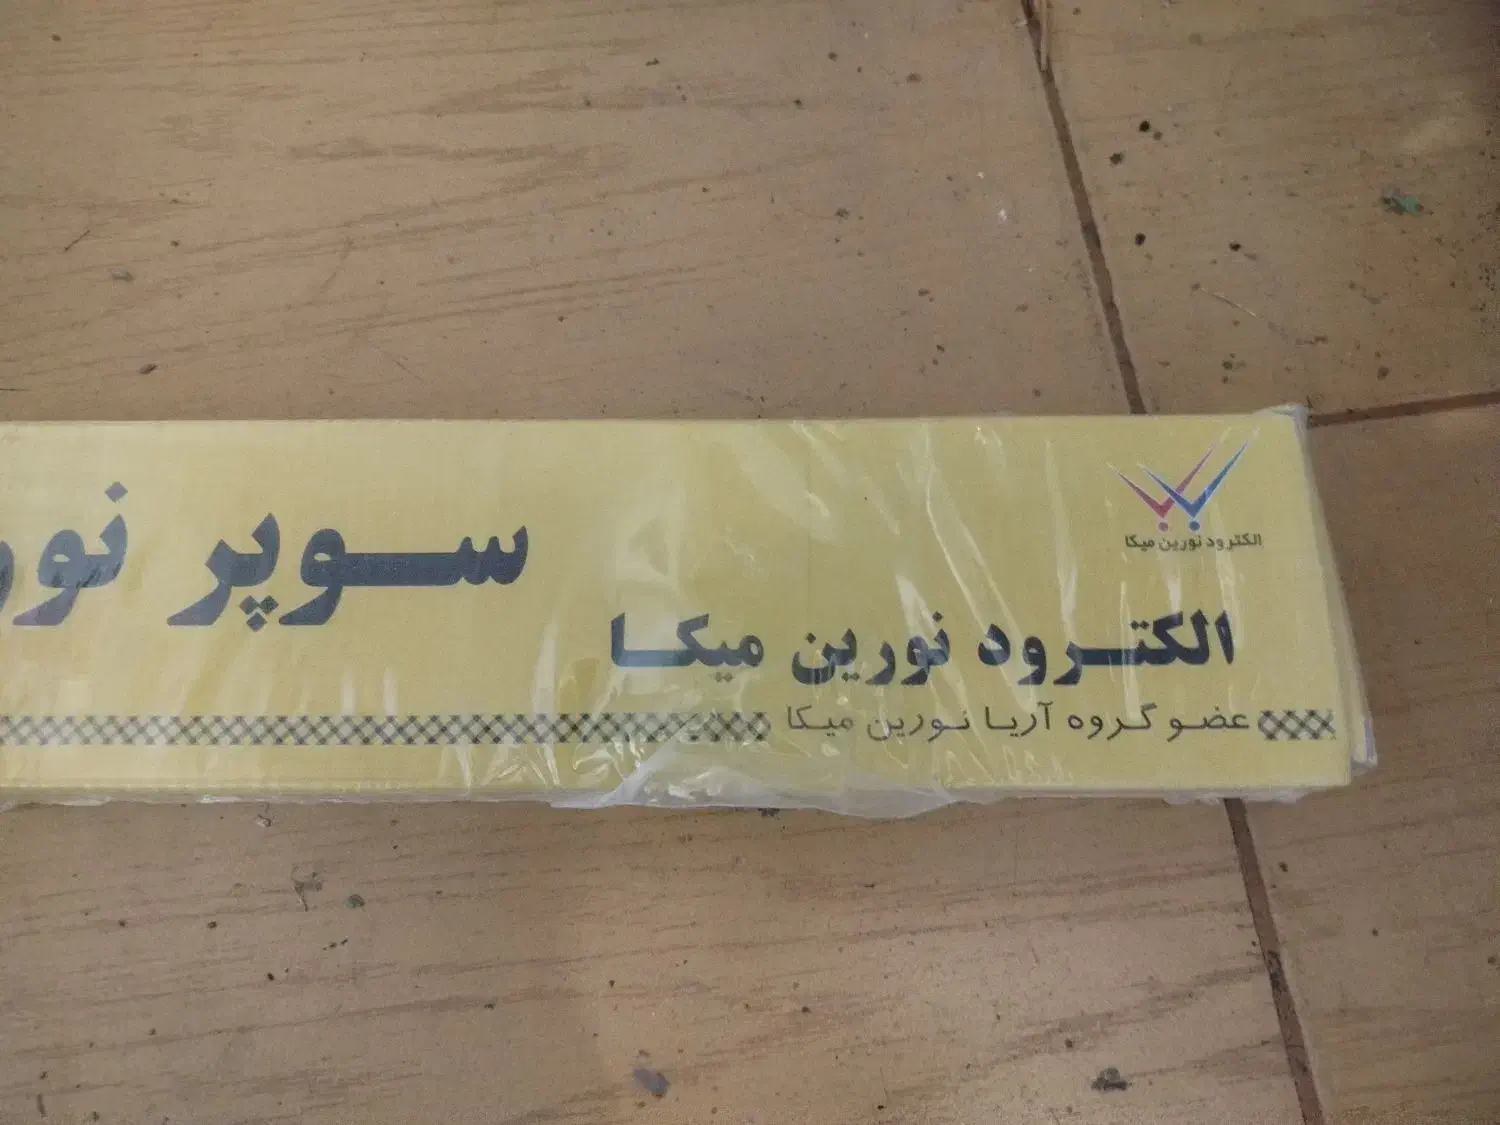 الکترود نورین میکا
سوپر
الکترود نورین میکا
عضو گروه آریا نورین میکا